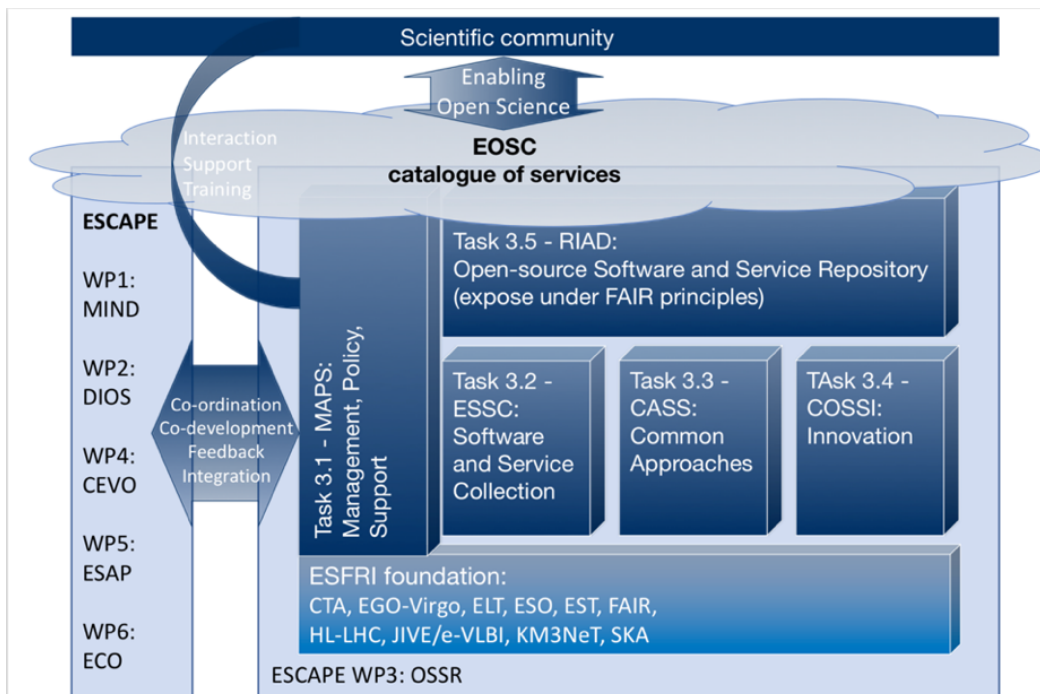 Scientific community
Enabling
Open Science
EOSC
catalogue of services
Interaction
Support
Training
ESCAPE
WP1:
MIND
WP2:
DIOS
WP4:
CEVO
WP5:
ESAP
WP6:
ECO
Co-ordination
Co-development
Feedback
Integration
Task 3.1 - MAPS:
Management, Policy,
Support
Task 3.5 - RIAD:
Open-source Software and Service Repository
(expose under FAIR principles)
Task 3.2 -
ESSC:
Software
and Service
Collection
Task 3.3 -
CASS:
Common
Approaches
TAsk 3.4 -
COSSI:
Innovation
ESFRI foundation:
CTA, EGO-Virgo, ELT, ESO, EST, FAIR,
HL-LHC, JIVE/e-VLBI, KM3NeT, SKA
ESCAPE WP3: OSSR